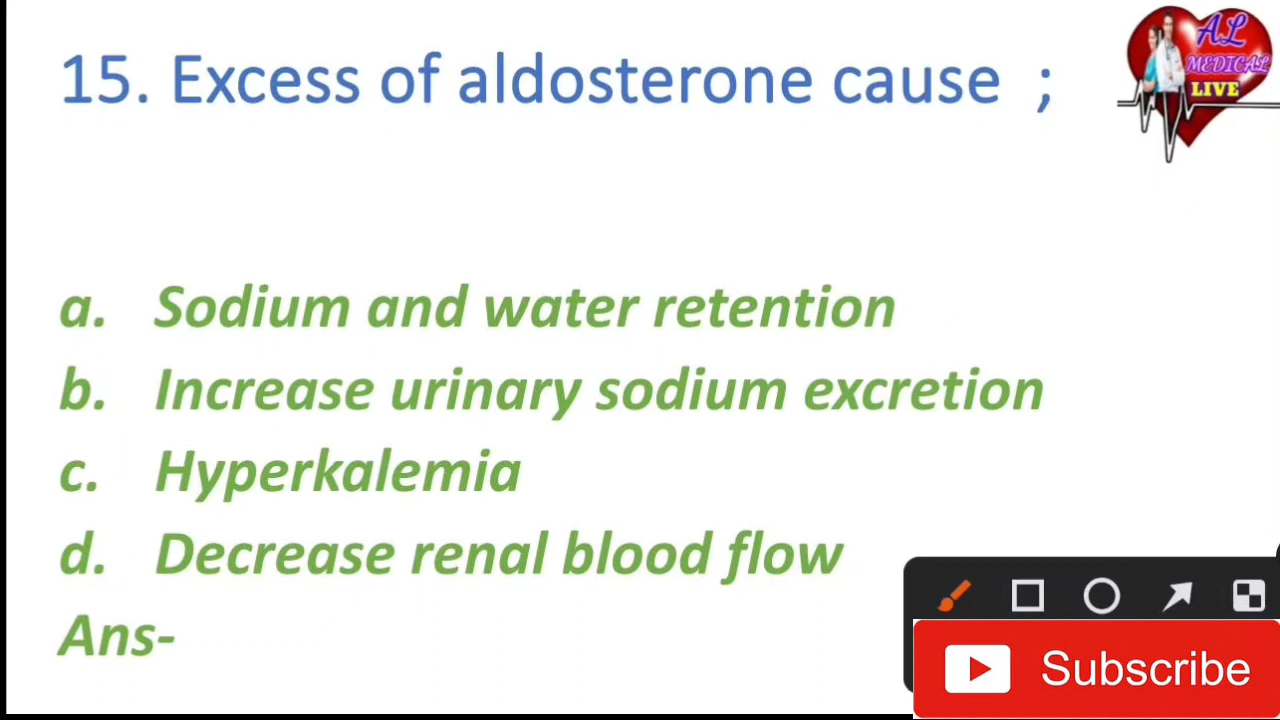 15. Excess of aldosterone cause ;
AL
MEDICAL
LIVE
a. Sodium and water retention
b. Increase urinary sodium excretion
c. Hyperkalemia
d. Decrease renal blood flow
Ans-
Subscribe